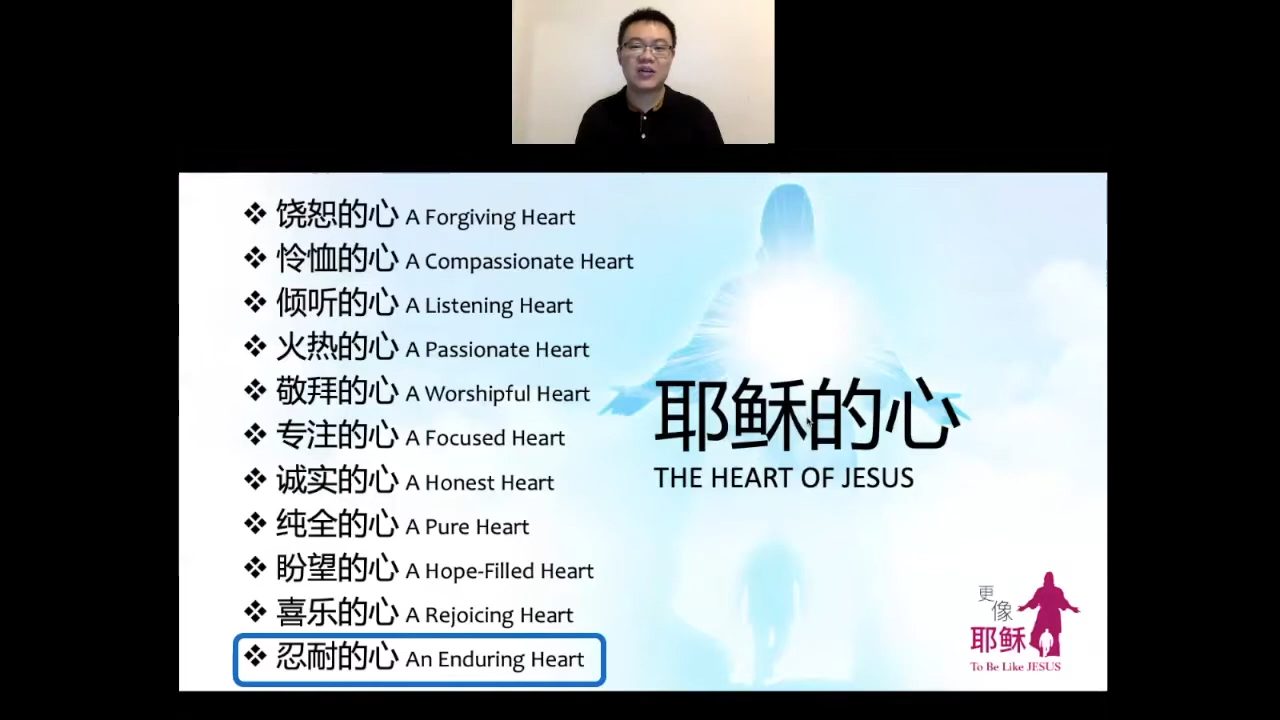 ❖ 饶恕的心 A Forgiving Heart
❖ 怜恤的心 A Compassionate Heart
❖ 倾听的心 A Listening Heart
❖ 火热的心 A Passionate Heart
❖ 敬拜的心 A Worshipful Heart
❖ 专注的心 A Focused Heart
❖ 诚实的心 A Honest Heart
❖ 纯全的心 A Pure Heart
❖ 盼望的心 A Hope-Filled Heart
❖ 喜乐的心 A Rejoicing Heart
❖ 忍耐的心 An Enduring Heart
耶稣的心
THE HEART OF JESUS
更
像
耶稣
To Be Like JESUS